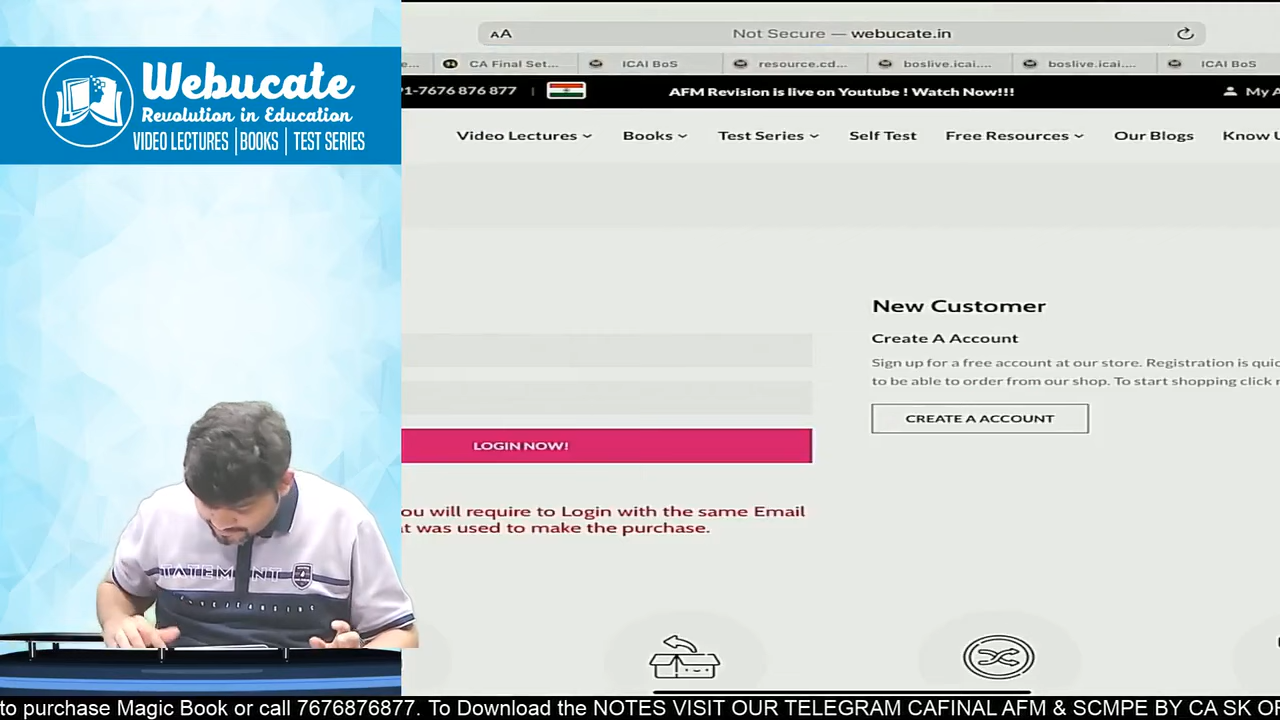 Webucate
Revolution in Education
VIDEO LECTURES | BOOKS | TEST SERIES
AA
Not Secure — webucate.in
e...
CA Final Set...
ICAI BoS
resource.cd...
boslive.icai....
boslive.icai....
ICAI BoS
1-7676 876 877
AFM Revision is live on Youtube ! Watch Now!!!
My A
Video Lectures
Books
Test Series
Self Test
Free Resources
Our Blogs
Know U
New Customer
Create A Account
Sign up for a free account at our store. Registration is quic
to be able to order from our shop. To start shopping click r
CREATE A ACCOUNT
LOGIN NOW!
ou will require to Login with the same Email
t was used to make the purchase.
TATEMENT
to purchase Magic Book or call 7676876877. To Download the NOTES VISIT OUR TELEGRAM CAFINAL AFM & SCMPE BY CA SK OR